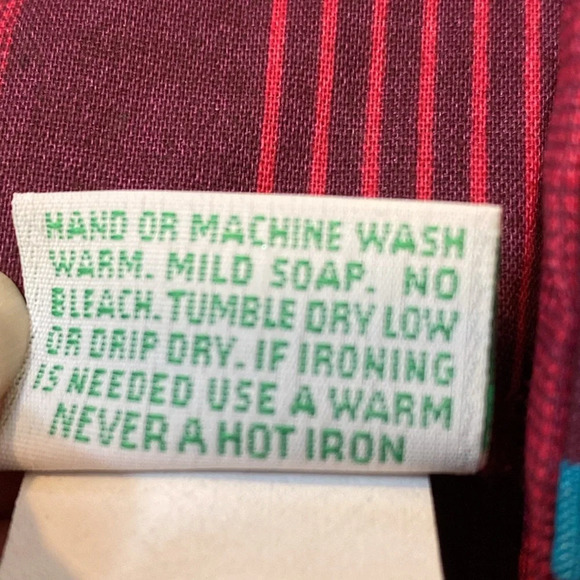 HAND OR MACHINE WASH
WARM. MILD SOAP. NO
BLEACH. TUMBLE DRY LOW
OR DRIP DRY. IF IRONING
IS NEEDED USE A WARM
NEVER A HOT IRON